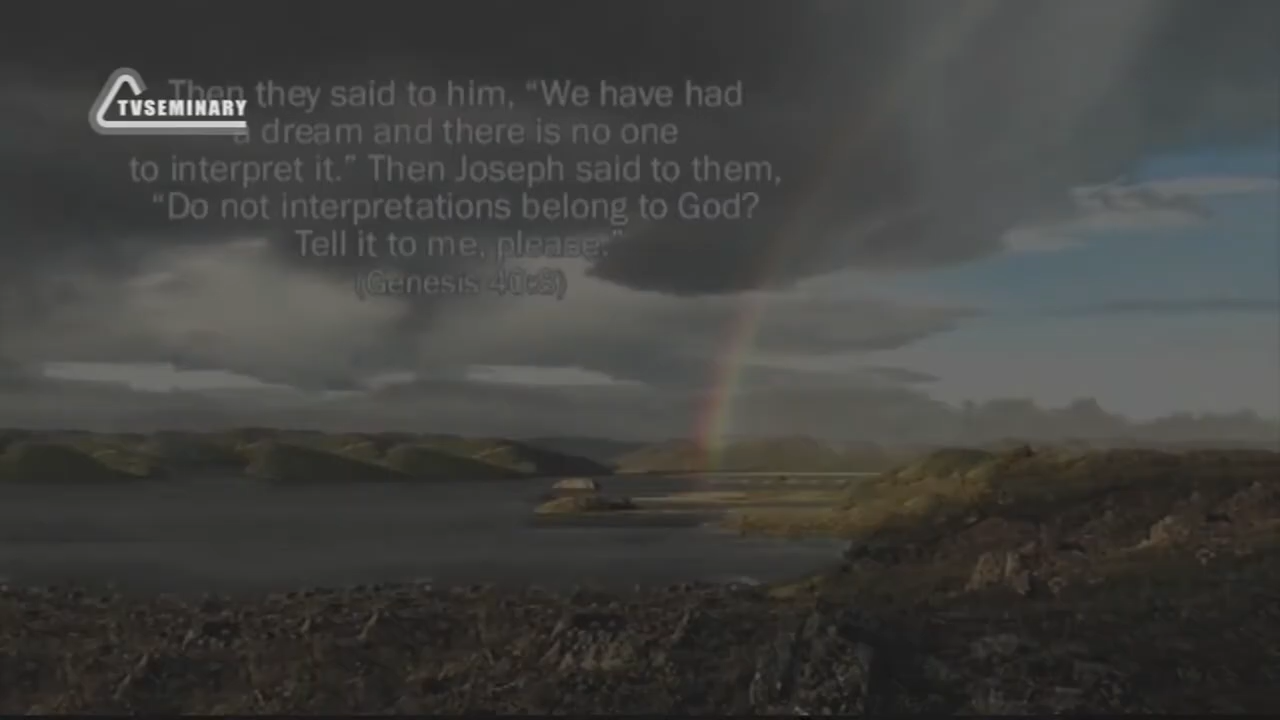 TVSEMINARY
Then they said to him, “We have had
a dream and there is no one
to interpret it.” Then Joseph said to them,
“Do not interpretations belong to God?
Tell it to me, please.”
(Genesis 40:8)